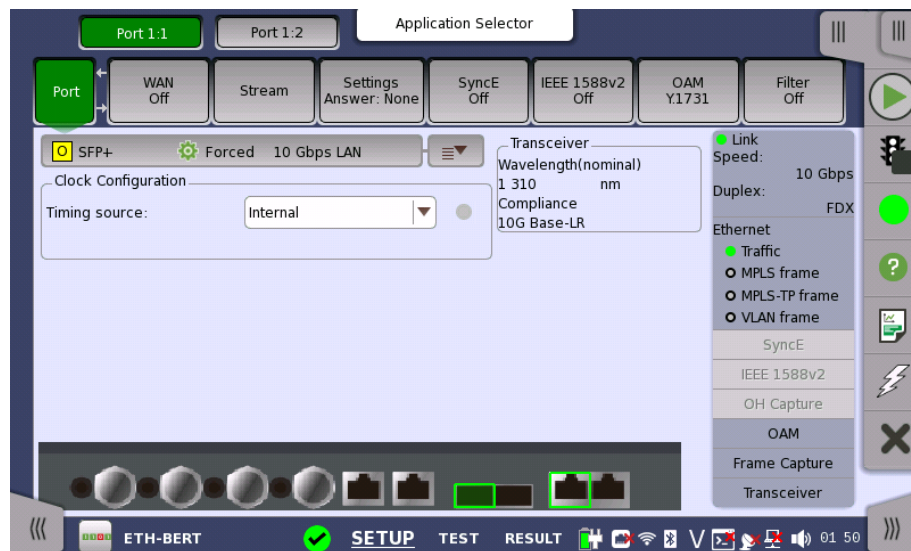 Application Selector
Port 1:1
Port 1:2
Port
WAN
Off
Stream
Settings
Answer: None
SyncE
Off
IEEE 1588v2
Off
OAM
Y.1731
Filter
Off
O SFP+ Forced 10 Gbps LAN
Clock Configuration
Timing source: Internal
Transceiver
Wavelength(nominal)
1 310 nm
Compliance
10G Base-LR
Link
Speed:
10 Gbps
Duplex:
FDX
Ethernet
Traffic
MPLS frame
MPLS-TP frame
VLAN frame
SyncE
IEEE 1588v2
OH Capture
OAM
Frame Capture
Transceiver
ETH-BERT
SETUP TEST RESULT V 01 50